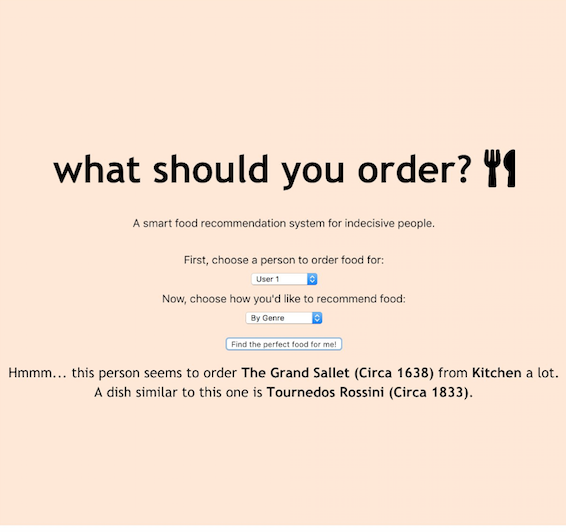 what should you order?
A smart food recommendation system for indecisive people.
First, choose a person to order food for:
User 1
Now, choose how you'd like to recommend food:
By Genre
Find the perfect food for me!
Hmmm... this person seems to order The Grand Sallet (Circa 1638) from Kitchen a lot.
A dish similar to this one is Tournedos Rossini (Circa 1833).